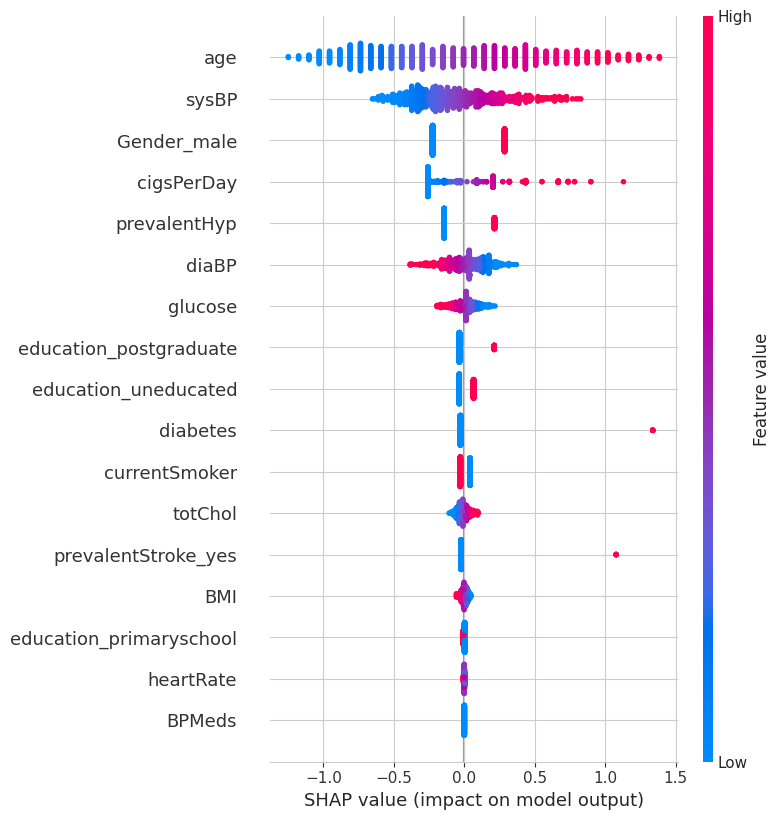 High
age
sysBP
Gender_male
cigsPerDay
prevalentHyp
diaBP
glucose
education_postgraduate
education_uneducated
diabetes
currentSmoker
totChol
prevalentStroke_yes
BMI
education_primaryschool
heartRate
BPMeds
Feature value
Low
−1.0 −0.5 0.0 0.5 1.0 1.5
SHAP value (impact on model output)